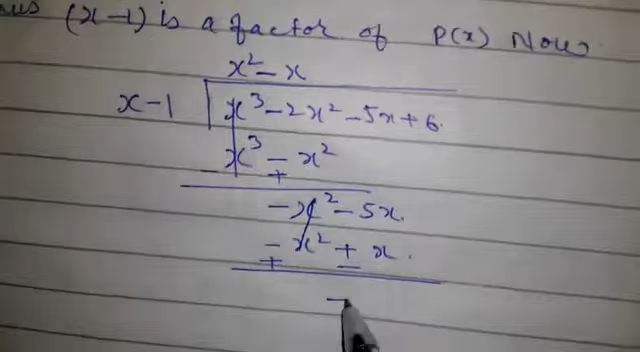 (x-1) is a factor of P(x) Now
x² - x
x-1 x³ - 2x² - 5x + 6
x³ - x²
- +
-x² - 5x
-x² + x
+ -
-